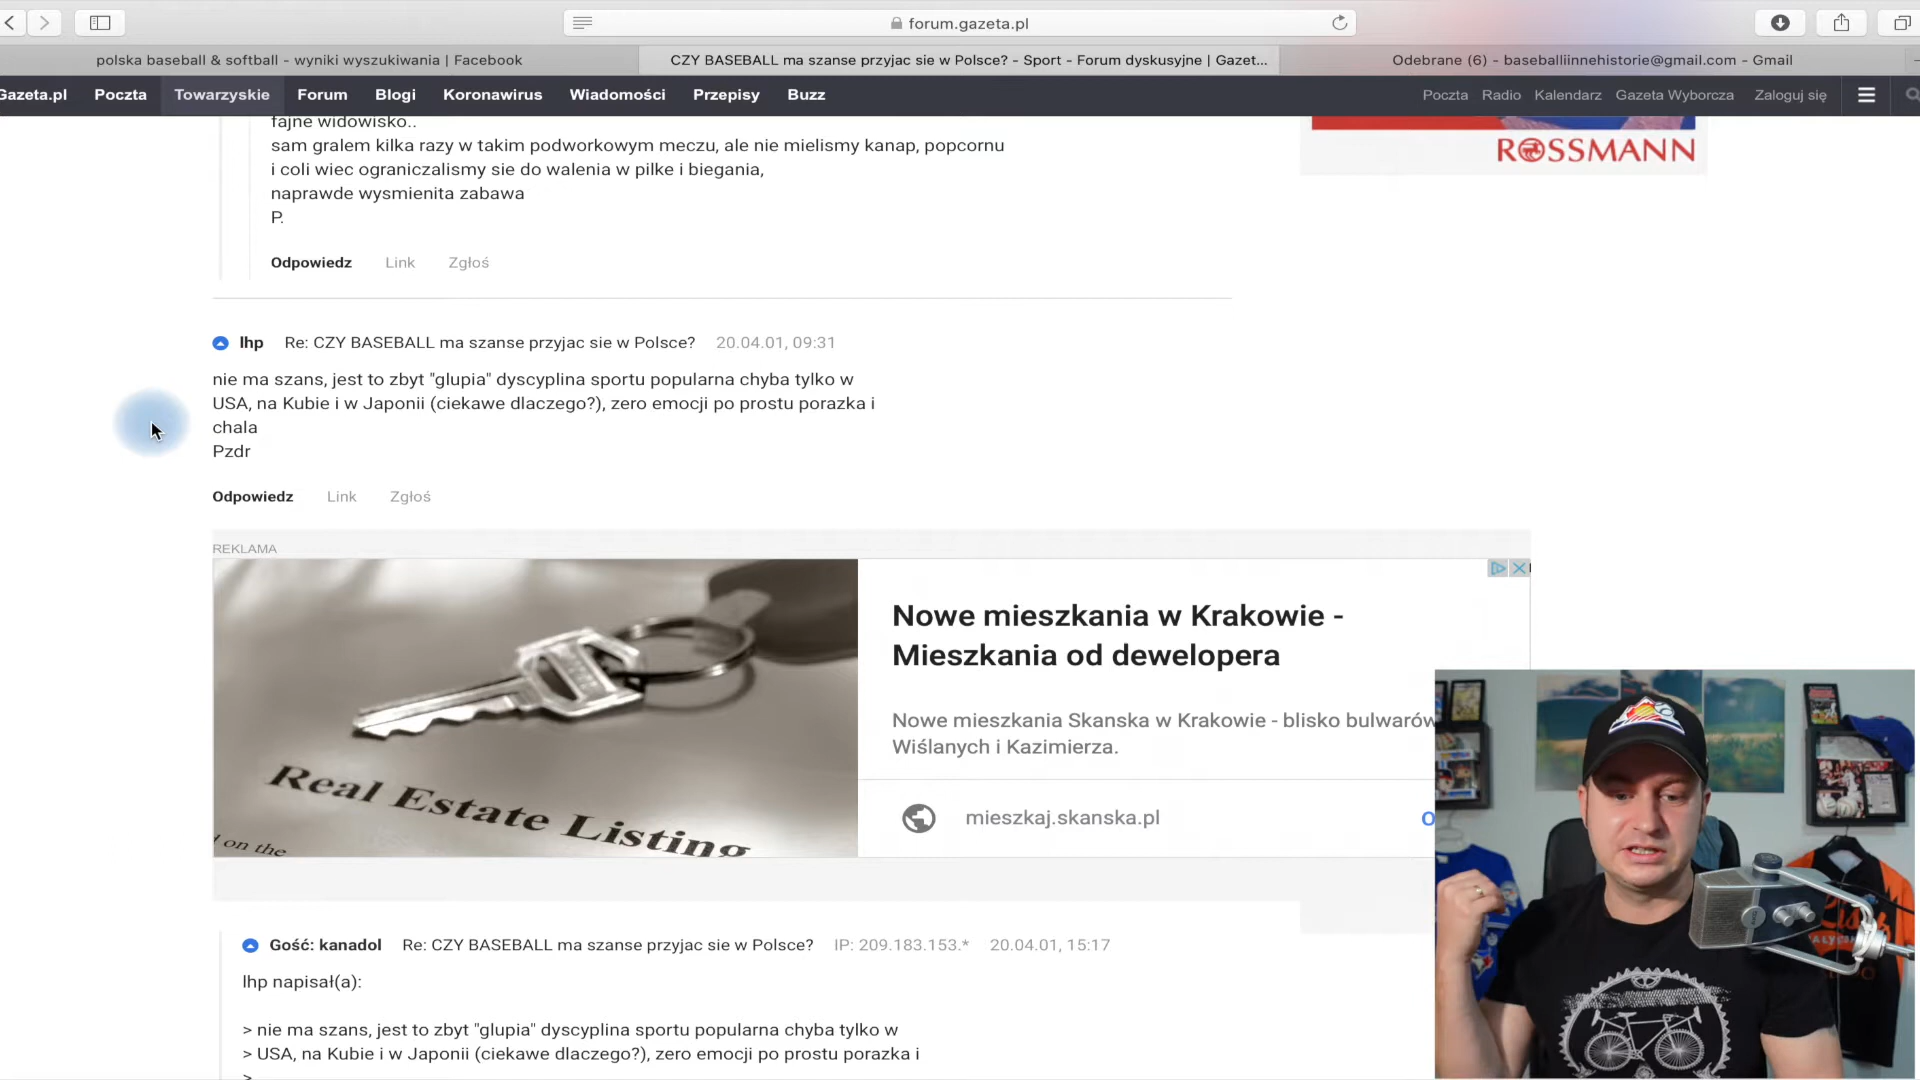 forum.gazeta.pl
polska baseball & softball - wyniki wyszukiwania | Facebook
CZY BASEBALL ma szanse przyjac sie w Polsce? - Sport - Forum dyskusyjne | Gazet...
Odebrane (6) - baseballiinnehistorie@gmail.com - Gmail
Gazeta.pl Poczta Towarzyskie Forum Blogi Koronawirus Wiadomości Przepisy Buzz
Poczta Radio Kalendarz Gazeta Wyborcza Zaloguj się
fajne widowisko..
sam gralem kilka razy w takim podworkowym meczu, ale nie mielismy kanap, popcornu
i coli wiec ograniczalismy sie do walenia w pilke i biegania,
naprawde wysmienita zabawa
P.
ROSSMANN
Odpowiedz Link Zgłoś
lhp Re: CZY BASEBALL ma szanse przyjac sie w Polsce? 20.04.01, 09:31
nie ma szans, jest to zbyt "glupia" dyscyplina sportu popularna chyba tylko w
USA, na Kubie i w Japonii (ciekawe dlaczego?), zero emocji po prostu porazka i
chala
Pzdr
Odpowiedz Link Zgłoś
REKLAMA
Real Estate Listing
on the
Nowe mieszkania w Krakowie -
Mieszkania od dewelopera
Nowe mieszkania Skanska w Krakowie - blisko bulwarów
Wiślanych i Kazimierza.
mieszkaj.skanska.pl
O
Gość: kanadol Re: CZY BASEBALL ma szanse przyjac sie w Polsce? IP: 209.183.153.* 20.04.01, 15:17
lhp napisał(a):
> nie ma szans, jest to zbyt "glupia" dyscyplina sportu popularna chyba tylko w
> USA, na Kubie i w Japonii (ciekawe dlaczego?), zero emocji po prostu porazka i
>